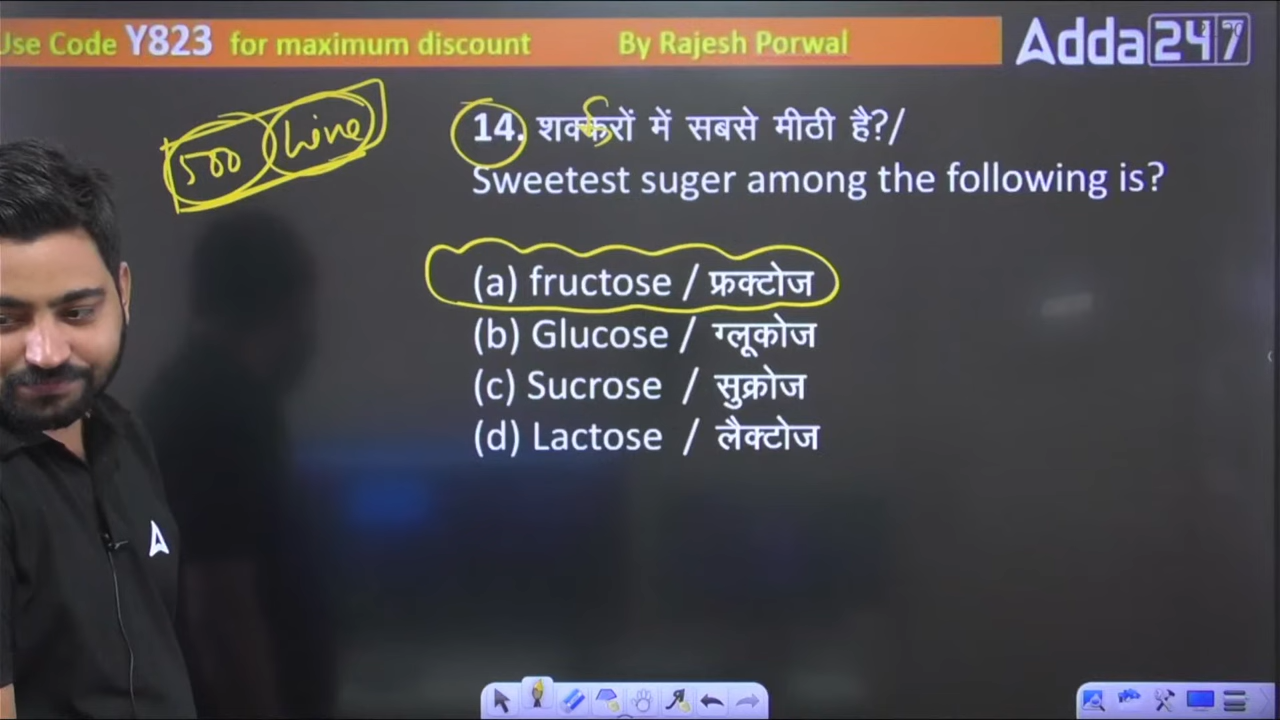 Use Code Y823 for maximum discount By Rajesh Porwal
Adda247
500 Live
14. शर्करों में सबसे मीठी है?/
Sweetest suger among the following is?
(a) fructose / फ्रक्टोज
(b) Glucose / ग्लूकोज
(c) Sucrose / सुक्रोज
(d) Lactose / लैक्टोज